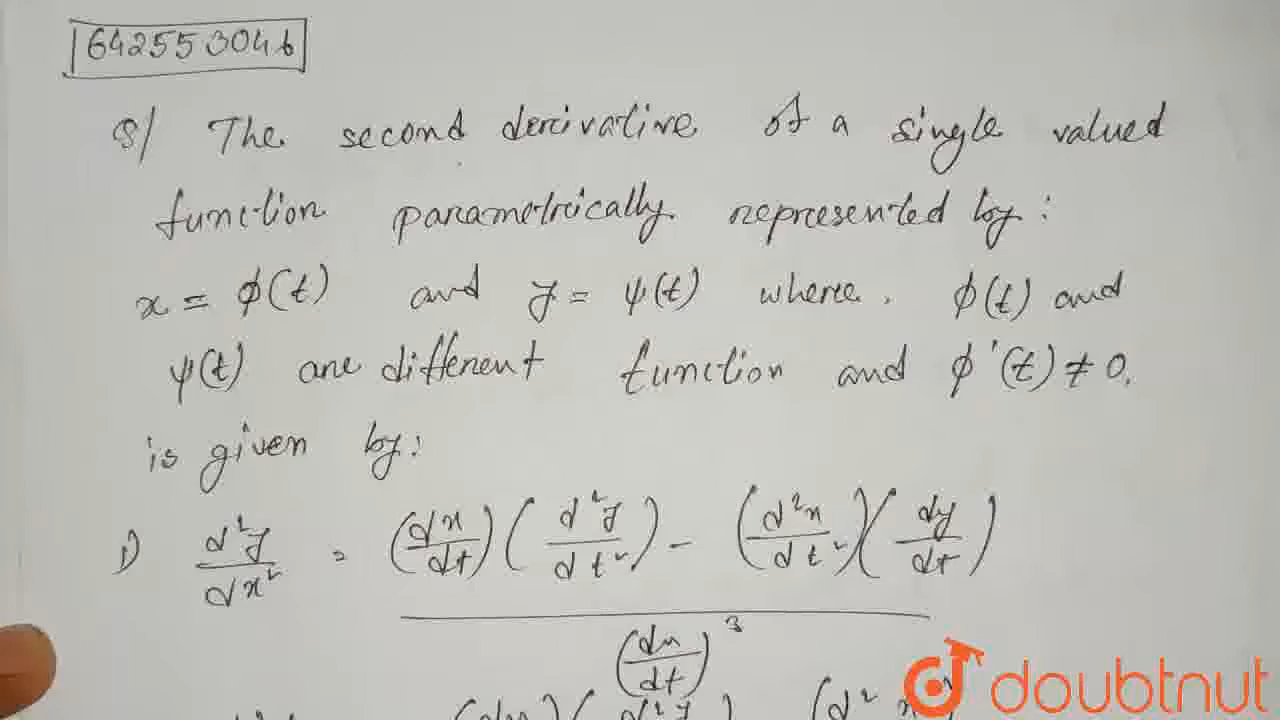 642553046
Q/ The second derivative of a single valued
function parametrically represented by:
x = φ(t) and y = ψ(t) where. φ(t) and
ψ(t) are different function and φ'(t) ≠ 0,
is given by:
1) d²y/dx² = (dx/dt)(d²y/dt²) - (d²x/dt²)(dy/dt)
(dx/dt)³
doubtnut